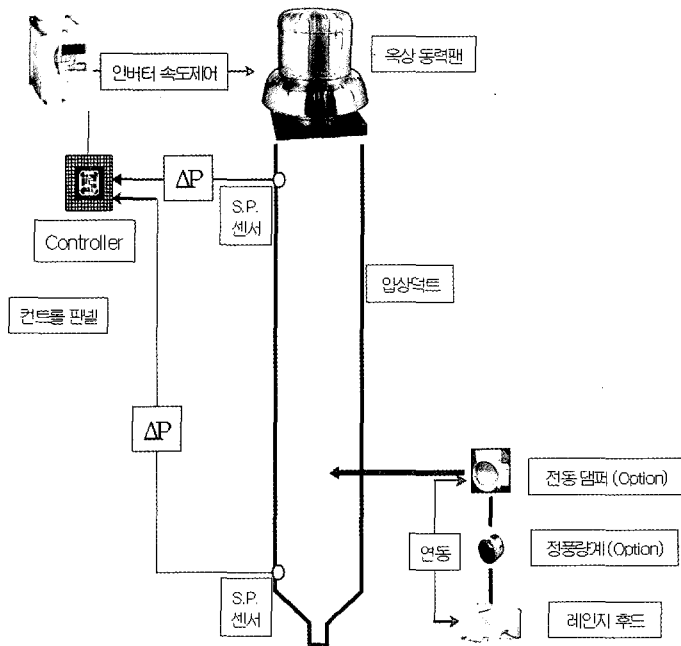 인버터 속도제어
옥상 동력팬
ΔP
S.P.
센서
Controller
입상덕트
컨트롤 판넬
ΔP
전동 댐퍼 (Option)
연동
정풍량계 (Option)
S.P.
센서
레인지 후드